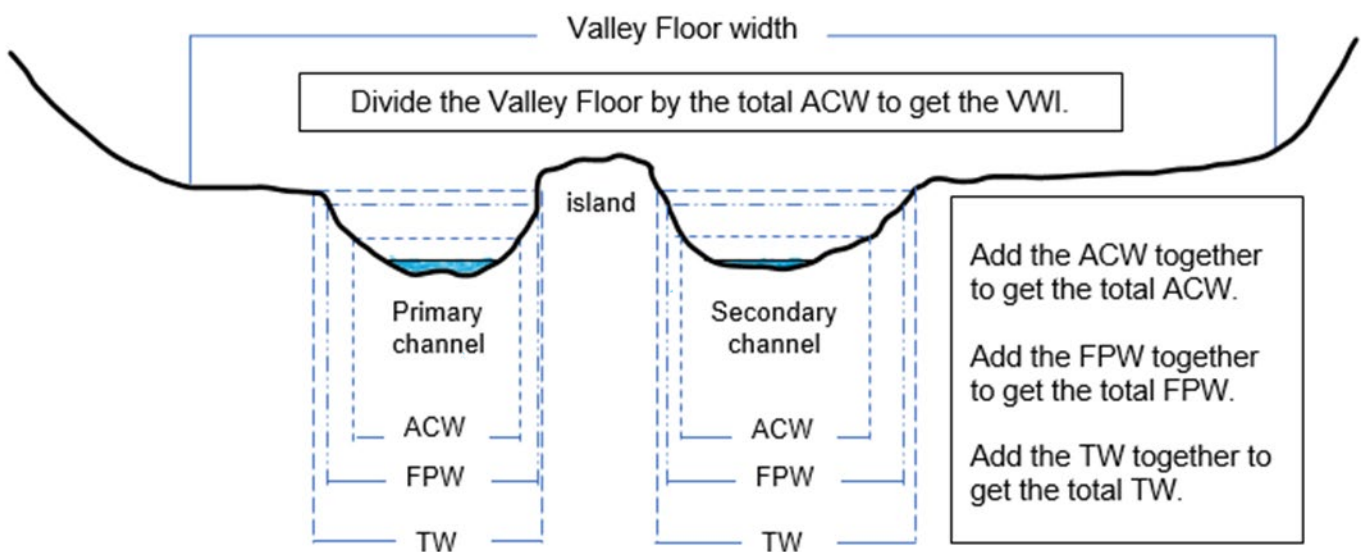 Valley Floor width
Divide the Valley Floor by the total ACW to get the VWI.
island
Primary
channel
Secondary
channel
ACW
ACW
FPW
FPW
TW
TW
Add the ACW together
to get the total ACW.
Add the FPW together
to get the total FPW.
Add the TW together to
get the total TW.